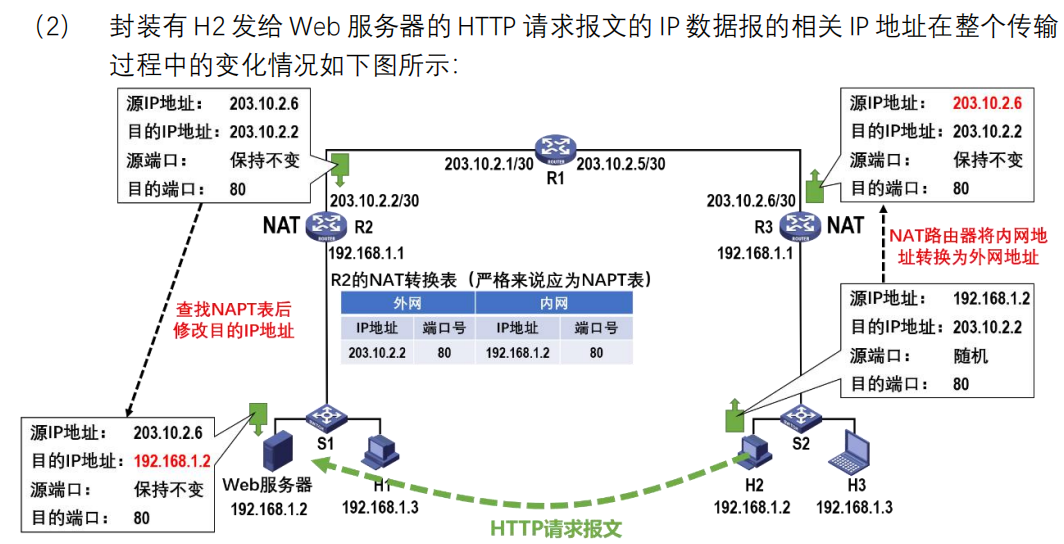 （2） 封装有 H2 发给 Web 服务器的 HTTP 请求报文的 IP 数据报的相关 IP 地址在整个传输
过程中的变化情况如下图所示：
源IP地址： 203.10.2.6
目的IP地址：203.10.2.2
源端口： 保持不变
目的端口： 80
源IP地址： 203.10.2.6
目的IP地址：203.10.2.2
源端口： 保持不变
目的端口： 80
203.10.2.1/30
203.10.2.5/30
ROUTER
R1
203.10.2.2/30
NAT
ROUTER
R2
192.168.1.1
203.10.2.6/30
R3
ROUTER
NAT
192.168.1.1
NAT路由器将内网地
址转换为外网地址
R2的NAT转换表（严格来说应为NAPT表）
外网 内网
IP地址 端口号 IP地址 端口号
203.10.2.2 80 192.168.1.2 80
查找NAPT表后
修改目的IP地址
源IP地址： 192.168.1.2
目的IP地址：203.10.2.2
源端口： 随机
目的端口： 80
源IP地址： 203.10.2.6
目的IP地址：192.168.1.2
源端口： 保持不变
目的端口： 80
S1
S2
Web服务器
192.168.1.2
H1
192.168.1.3
H2
192.168.1.2
H3
192.168.1.3
HTTP请求报文